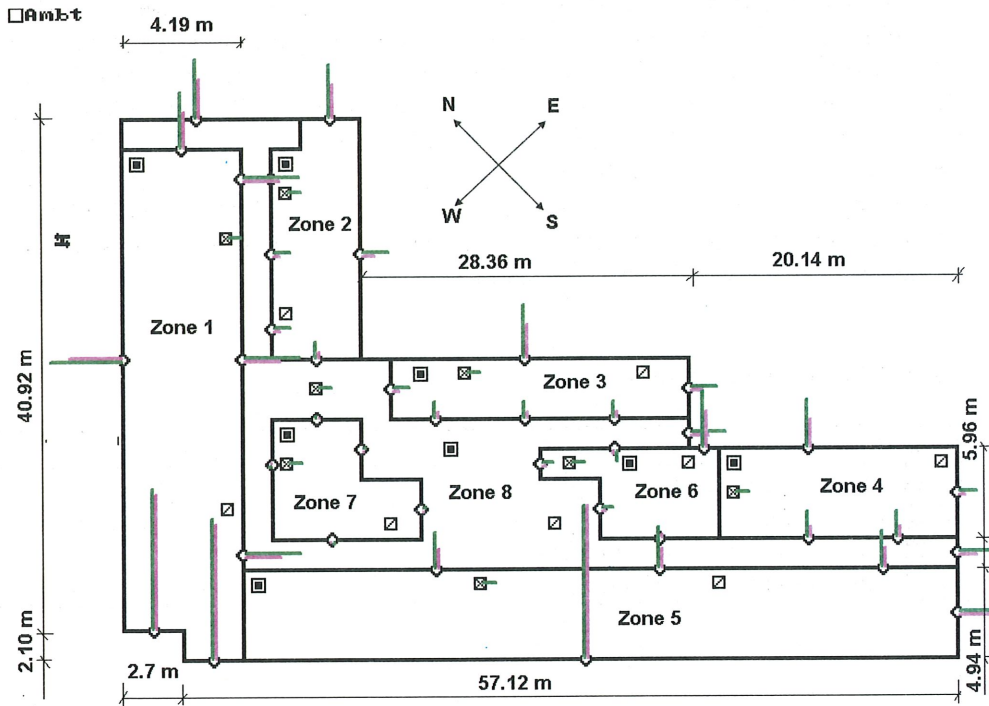 Ambt
4.19 m
N
E
W
S
Zone 2
28.36 m
20.14 m
Zone 1
Zone 3
40.92 m
5.96 m
Zone 7
Zone 8
Zone 6
Zone 4
Zone 5
2.10 m
4.94 m
2.7 m
57.12 m